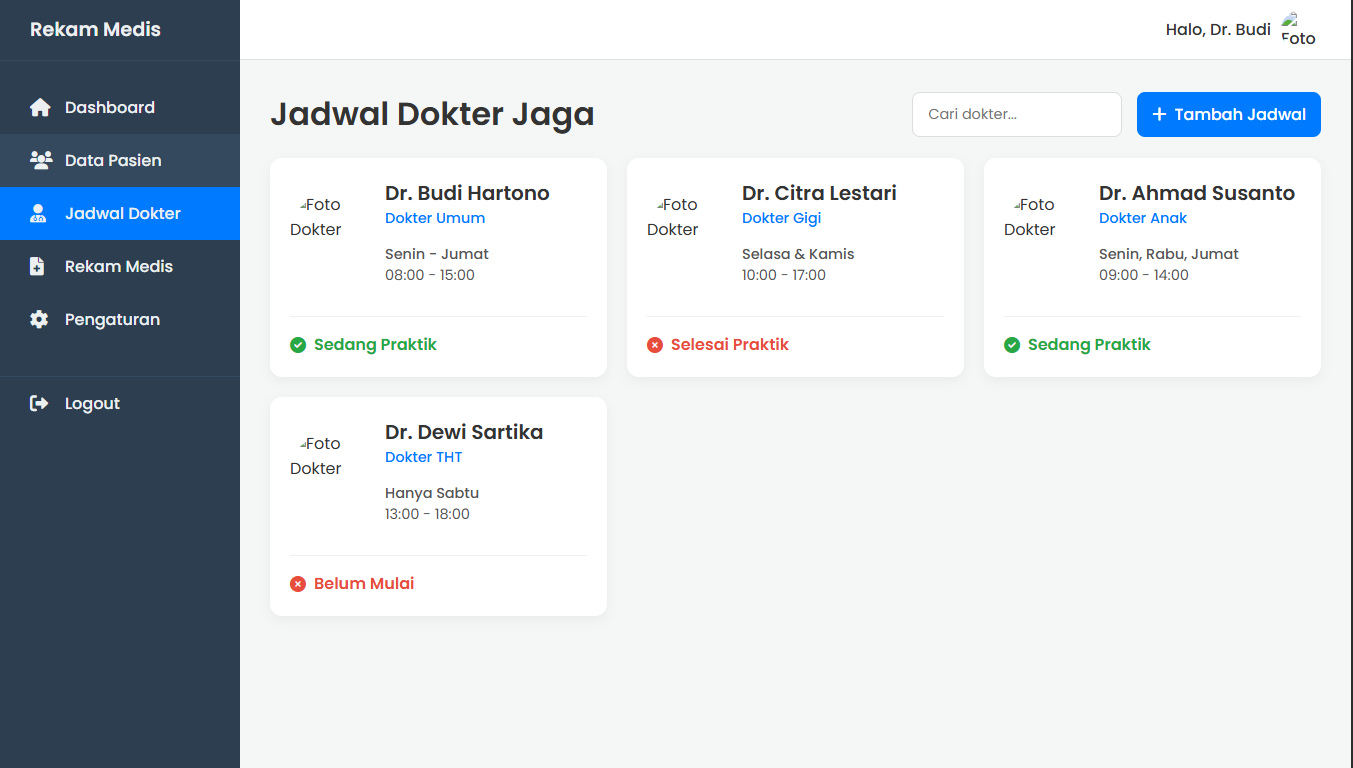 Rekam Medis
Halo, Dr. Budi
Foto
Dashboard
Data Pasien
Jadwal Dokter
Rekam Medis
Pengaturan
Logout
Jadwal Dokter Jaga
Cari dokter...
Tambah Jadwal
Foto
Dokter
Dr. Budi Hartono
Dokter Umum
Senin - Jumat
08:00 - 15:00
Sedang Praktik
Foto
Dokter
Dr. Citra Lestari
Dokter Gigi
Selasa & Kamis
10:00 - 17:00
Selesai Praktik
Foto
Dokter
Dr. Ahmad Susanto
Dokter Anak
Senin, Rabu, Jumat
09:00 - 14:00
Sedang Praktik
Foto
Dokter
Dr. Dewi Sartika
Dokter THT
Hanya Sabtu
13:00 - 18:00
Belum Mulai